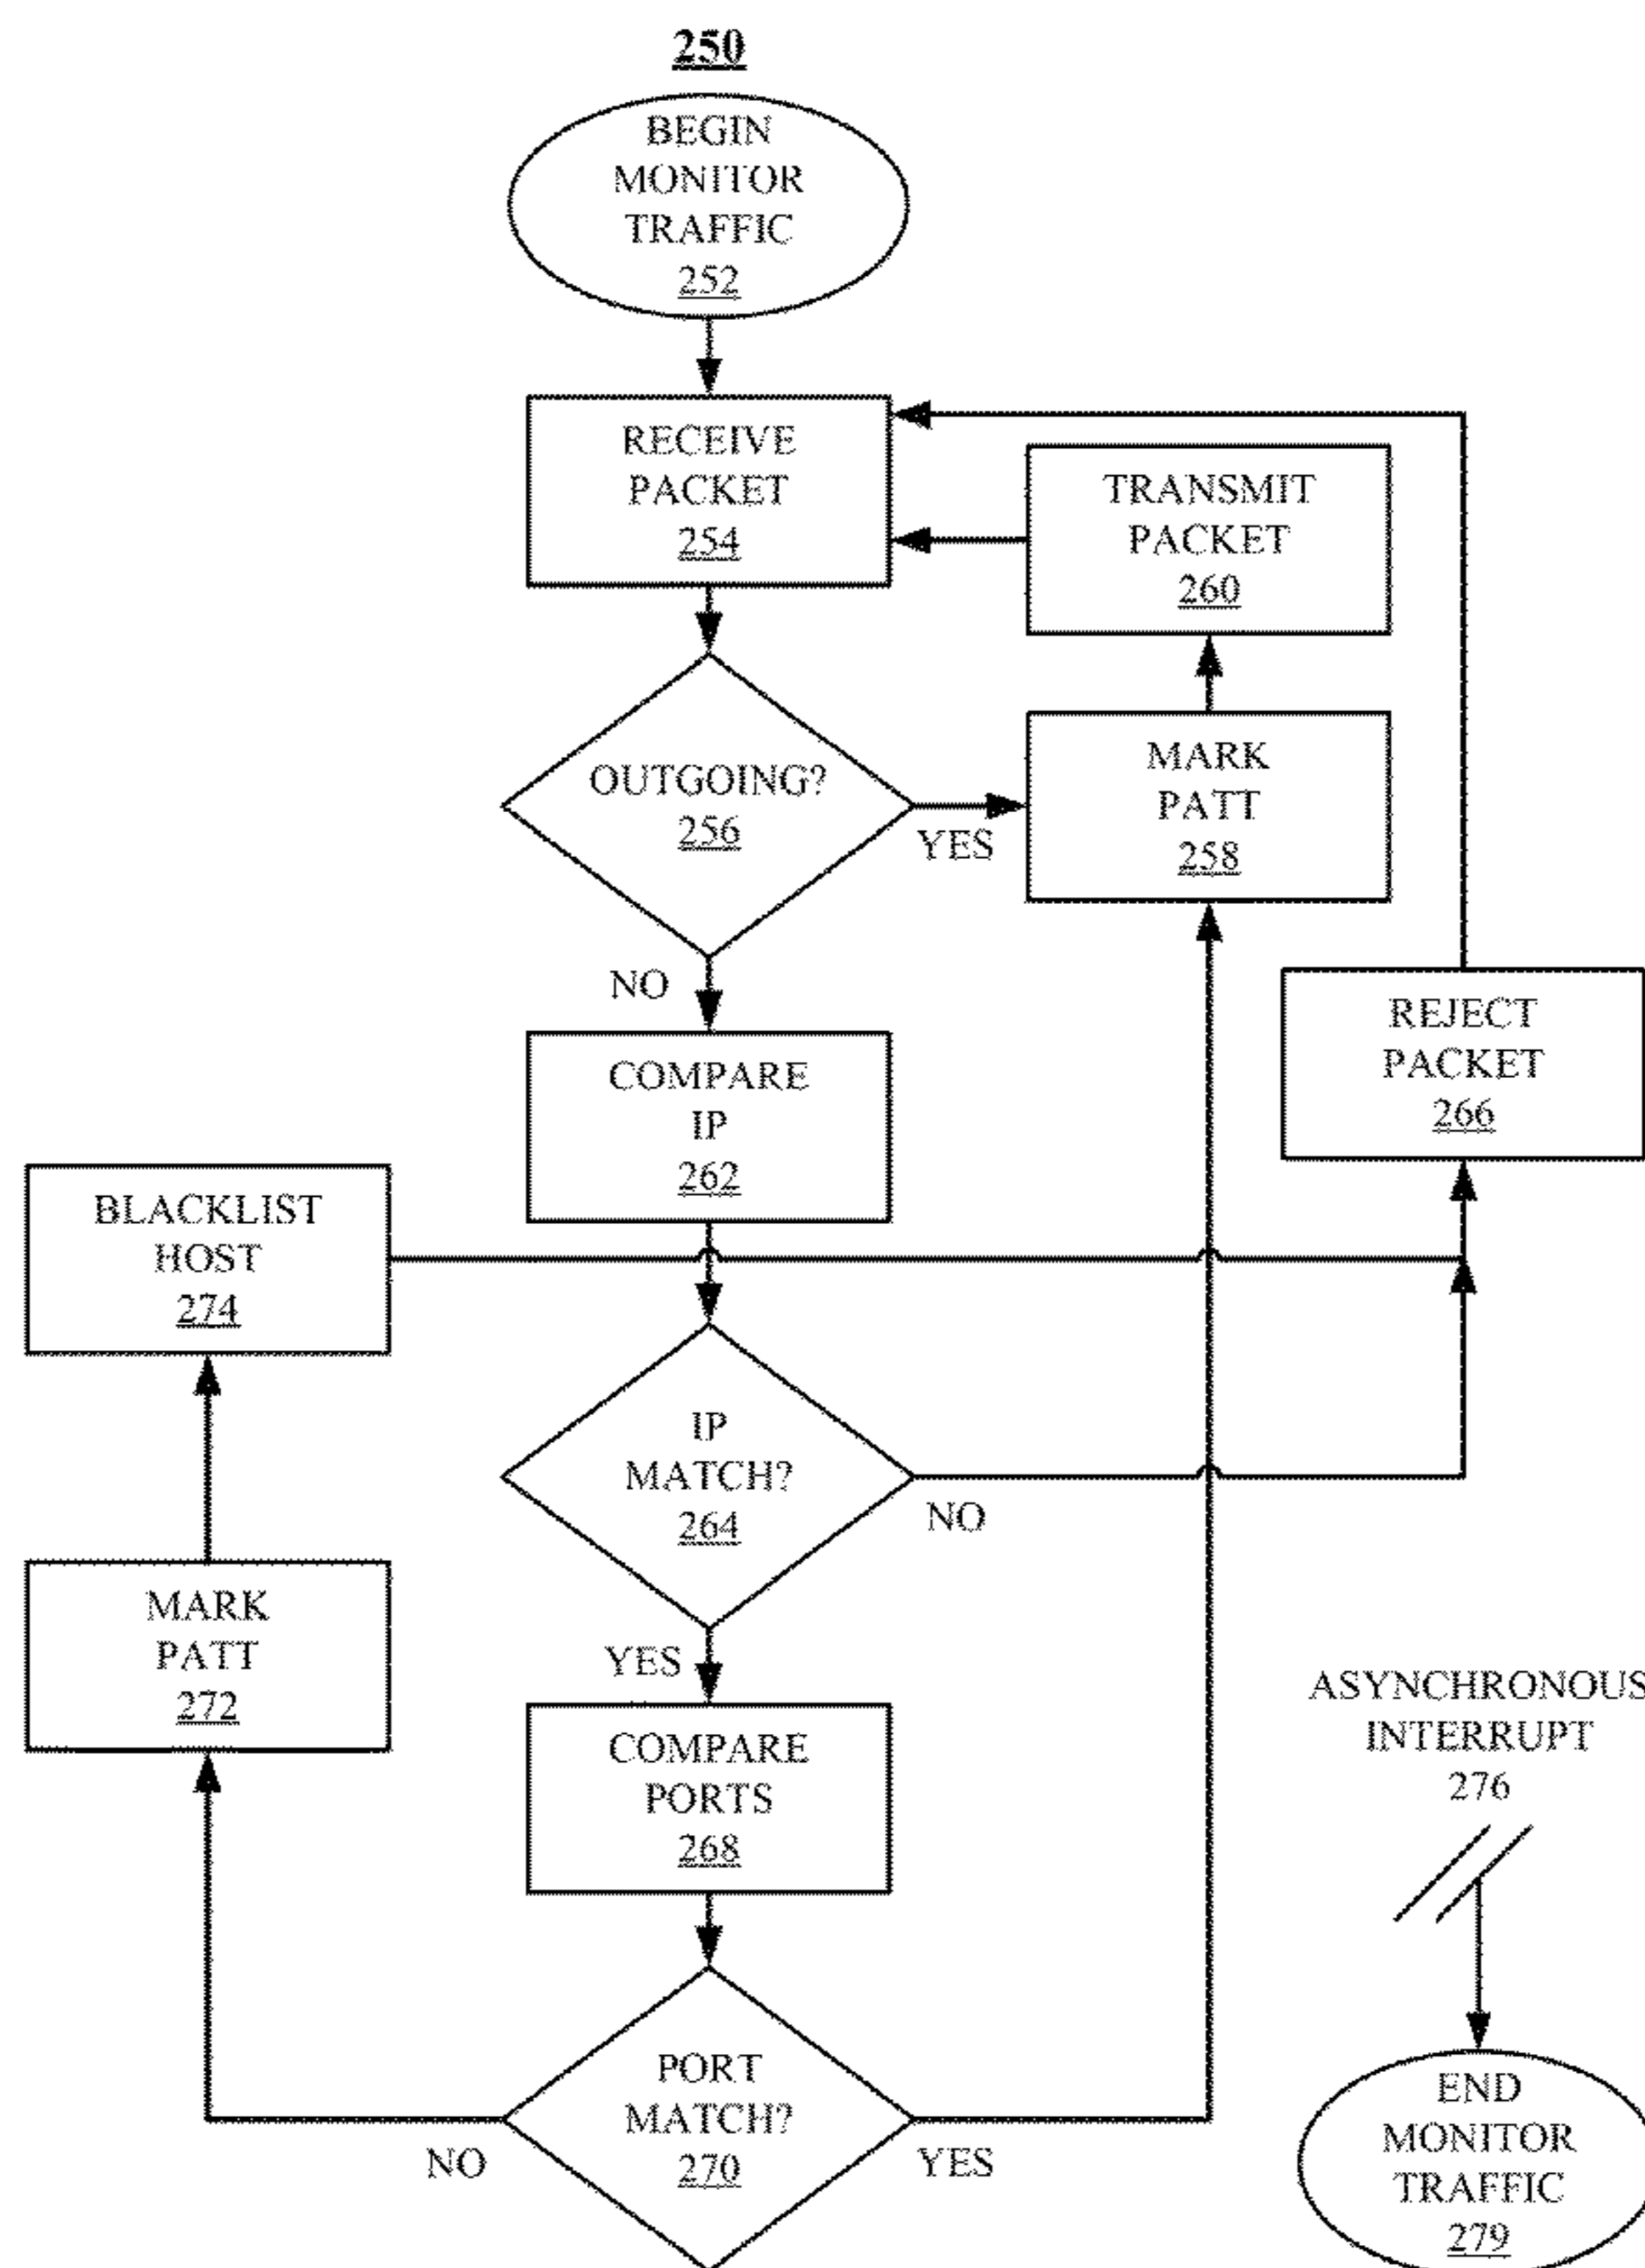 250
BEGIN
MONITOR
TRAFFIC
252
RECEIVE
PACKET
254
TRANSMIT
PACKET
260
OUTGOING?
256
YES
MARK
PATT
258
NO
COMPARE
IP
262
REJECT
PACKET
266
BLACKLIST
HOST
274
IP
MATCH?
264
NO
YES
MARK
PATT
272
COMPARE
PORTS
268
ASYNCHRONOUS
INTERRUPT
276
PORT
MATCH?
270
NO
YES
END
MONITOR
TRAFFIC
279